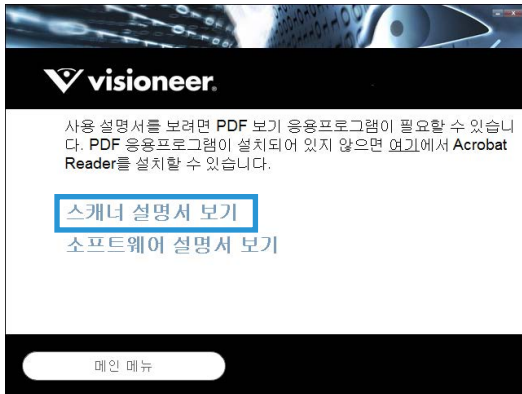 visioneer.
사용 설명서를 보려면 PDF 보기 응용프로그램이 필요할 수 있습니
다. PDF 응용프로그램이 설치되어 있지 않으면 여기에서 Acrobat
Reader를 설치할 수 있습니다.
스캐너 설명서 보기
소프트웨어 설명서 보기
메인 메뉴